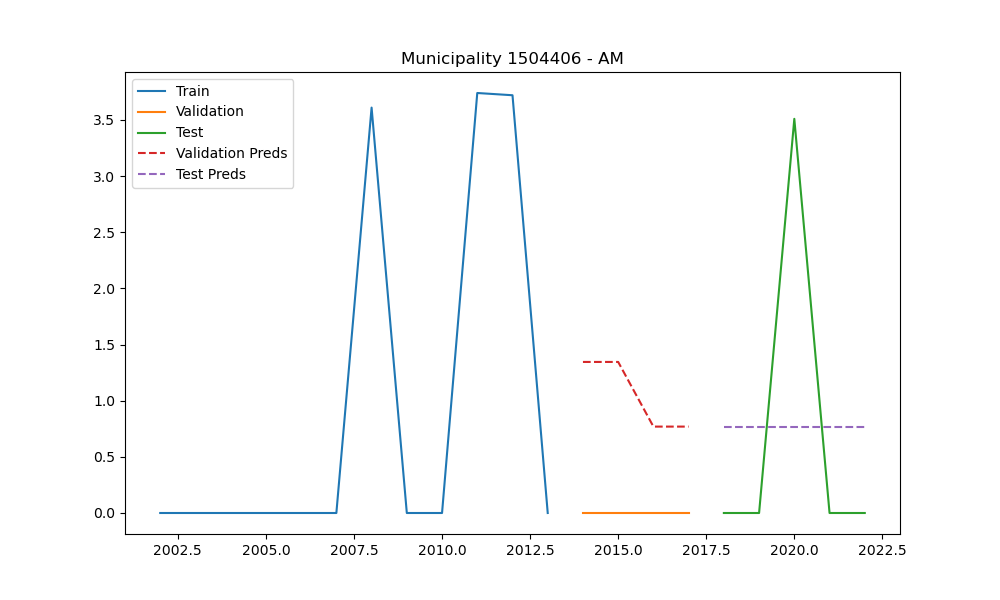 Municipality 1504406 - AM
Train
Validation
Test
Validation Preds
Test Preds
3.5
3.0
2.5
2.0
1.5
1.0
0.5
0.0
2002.5 2005.0 2007.5 2010.0 2012.5 2015.0 2017.5 2020.0 2022.5